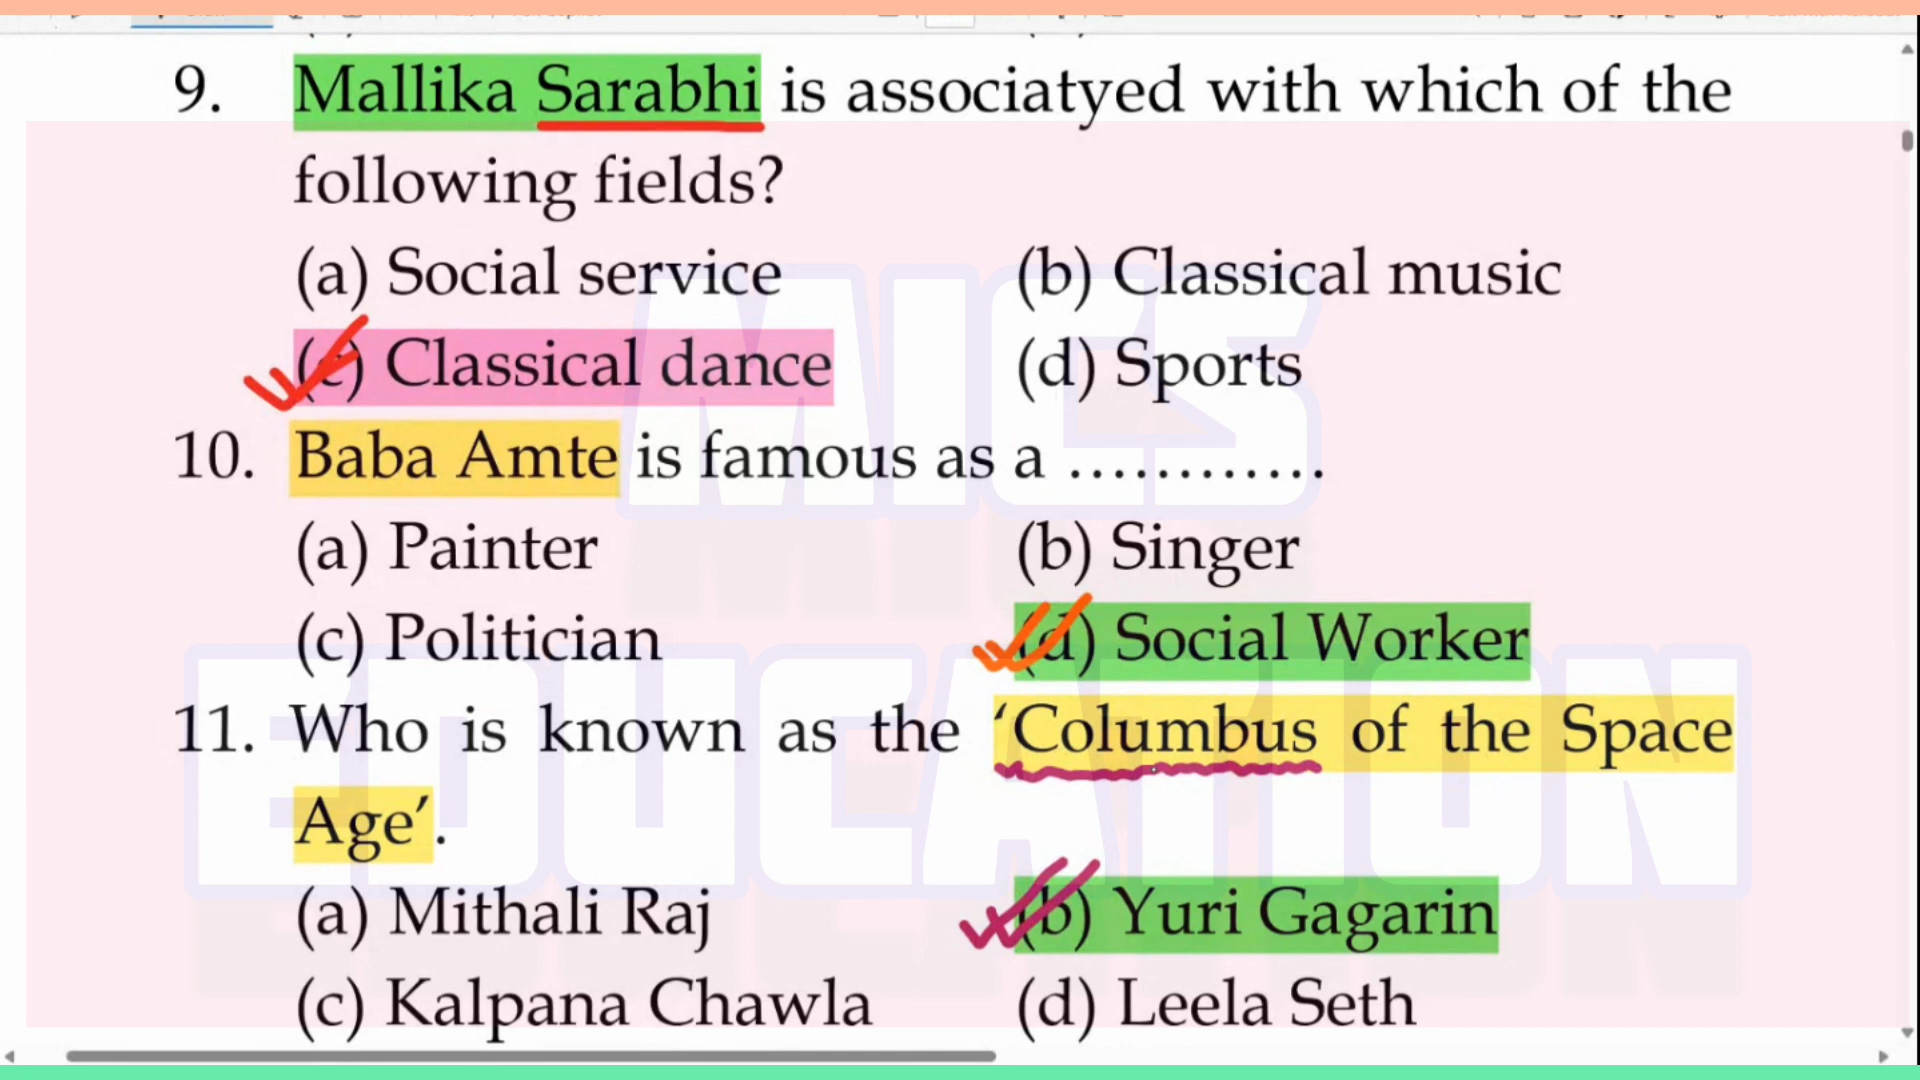 9. Mallika Sarabhi is associatyed with which of the
following fields?
(a) Social service (b) Classical music
(c) Classical dance (d) Sports
10. Baba Amte is famous as a ............
(a) Painter (b) Singer
(c) Politician (d) Social Worker
11. Who is known as the ‘Columbus of the Space
Age’.
(a) Mithali Raj (b) Yuri Gagarin
(c) Kalpana Chawla (d) Leela Seth
MICS
EDUCATION